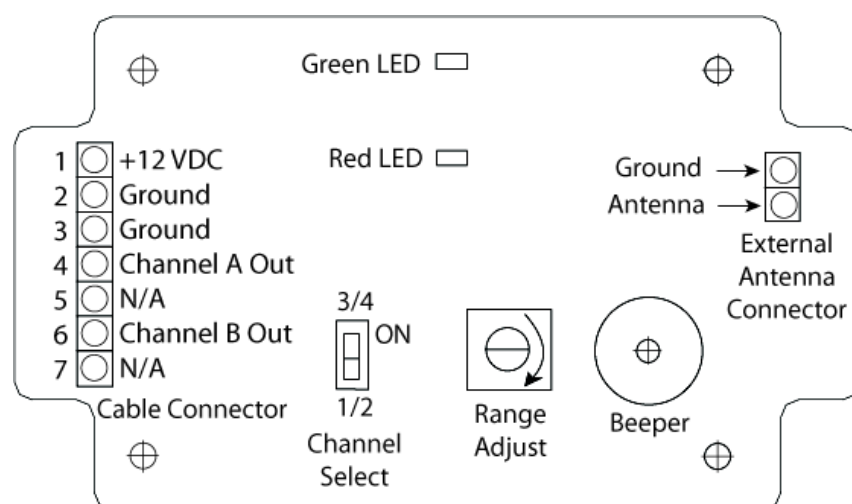 Green LED
Red LED
1 +12 VDC
2 Ground
3 Ground
4 Channel A Out
5 N/A
6 Channel B Out
7 N/A
Cable Connector
3/4
ON
1/2
Channel
Select
Range
Adjust
Beeper
Ground
Antenna
External
Antenna
Connector